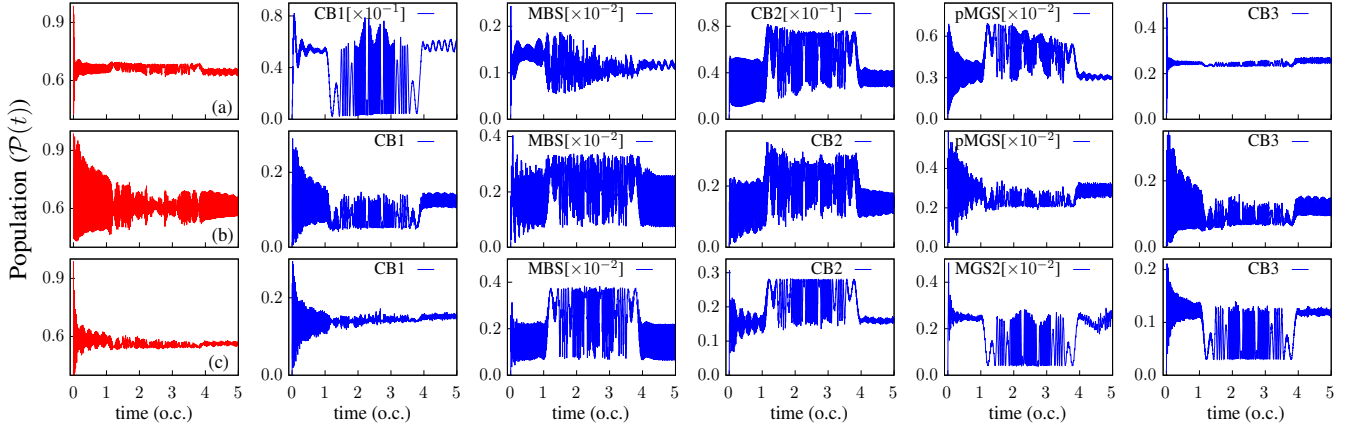 Population (𝒫(t))
0.9
0.6
(a)
0.8
0.4
0.0
CB1[×10⁻¹]
0.2
0.1
0.0
MBS[×10⁻²]
0.8
0.4
0.0
CB2[×10⁻¹]
0.6
0.3
0.0
pMGS[×10⁻²]
0.4
0.2
0.0
CB3
0.9
0.6
(b)
0.2
0.0
CB1
0.4
0.2
0.0
MBS[×10⁻²]
0.2
0.0
CB2
0.4
0.2
0.0
pMGS[×10⁻²]
0.4
0.2
0.0
CB3
0.9
0.6
(c)
0 1 2 3 4 5
time (o.c.)
0.2
0.0
CB1
0 1 2 3 4 5
time (o.c.)
0.4
0.2
0.0
MBS[×10⁻²]
0 1 2 3 4 5
time (o.c.)
0.3
0.2
0.1
0.0
CB2
0 1 2 3 4 5
time (o.c.)
0.4
0.2
0.0
MGS2[×10⁻²]
0 1 2 3 4 5
time (o.c.)
0.2
0.1
0.0
CB3
0 1 2 3 4 5
time (o.c.)